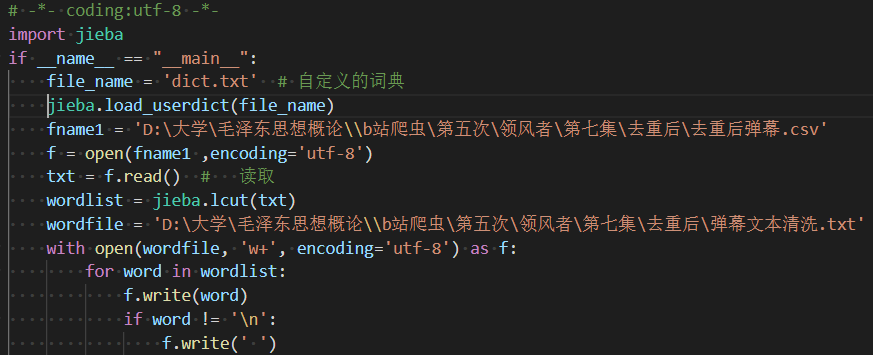 # -*- coding:utf-8 -*-
import jieba
if __name__ == "__main__":
    file_name = 'dict.txt'  # 自定义的词典
    jieba.load_userdict(file_name)
    fname1 = 'D:\大学\毛泽东思想概论\\b站爬虫\第五次\领风者\第七集\去重后\去重后弹幕.csv'
    f = open(fname1 ,encoding='utf-8')
    txt = f.read()  #   读取
    wordlist = jieba.lcut(txt)
    wordfile = 'D:\大学\毛泽东思想概论\\b站爬虫\第五次\领风者\第七集\去重后\弹幕文本清洗.txt'
    with open(wordfile, 'w+', encoding='utf-8') as f:
        for word in wordlist:
            f.write(word)
            if word != '\n':
                f.write(' ')